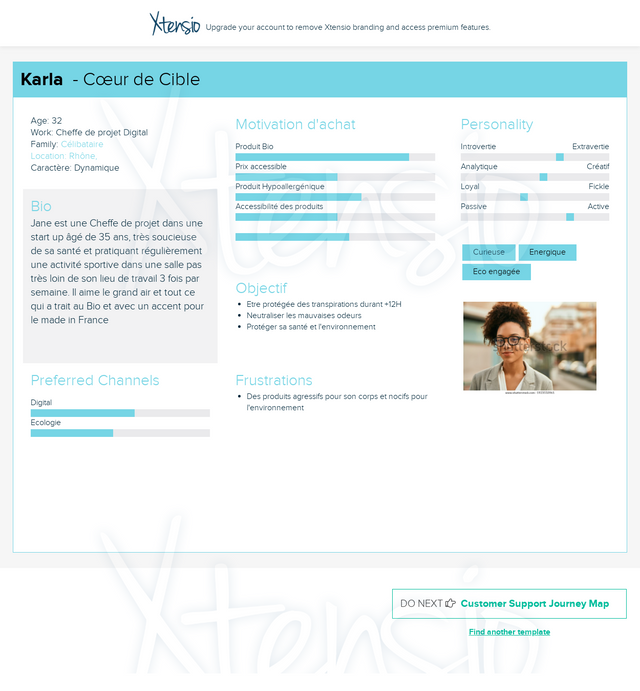 Xtensio Upgrade your account to remove Xtensio branding and access premium features.
Karla - Cœur de Cible
Age: 32
Work: Cheffe de projet Digital
Family: Célibataire
Location: Rhône,
Caractère: Dynamique
Bio
Jane est une Cheffe de projet dans une
start up âgé de 35 ans, très soucieuse
de sa santé et pratiquant régulièrement
une activité sportive dans une salle pas
très loin de son lieu de travail 3 fois par
semaine. Il aime le grand air et tout ce
qui a trait au Bio et avec un accent pour
le made in France
Preferred Channels
Digital
Ecologie
Motivation d'achat
Produit Bio
Prix accessible
Produit Hypoallergénique
Accessibilité des produits
Objectif
Etre protégée des transpirations durant +12H
Neutraliser les mauvaises odeurs
Protéger sa santé et l'environnement
Frustrations
Des produits agressifs pour son corps et nocifs pour
l'environnement
Personality
Introvertie Extravertie
Analytique Créatif
Loyal Fickle
Passive Active
Curieuse Energique
Eco engagée
shutterstock
Xtensio
DO NEXT Customer Support Journey Map
Find another template
Xtensio